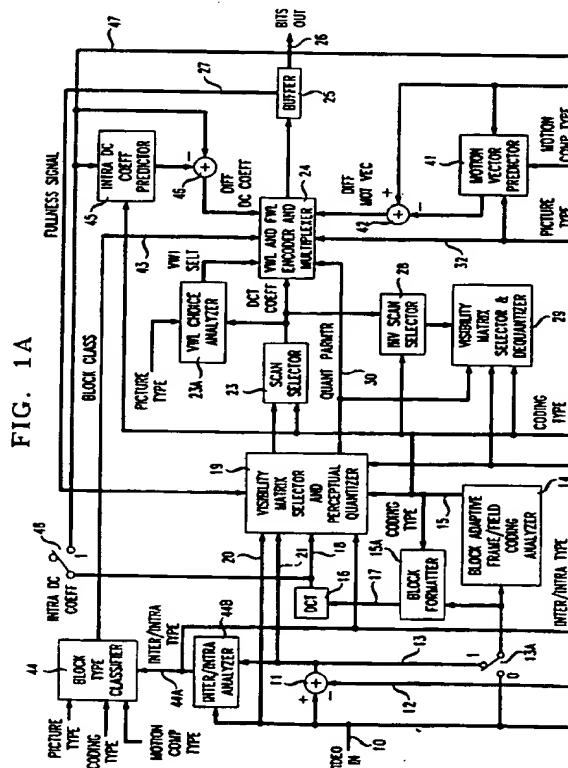 FIG. 1A
47
FULLNESS SIGNAL
27
BITS
OUT
26
BUFFER
25
INTRA DC
COEFF
PREDICTOR
45
46
DIFF
DC COEFF
BLOCK CLASS
43
VWL
SELT
VWL AND FWL
ENCODER AND
MULTIPLEXER
24
DIFF
MOT VEC
42
MOTION
VECTOR
PREDICTOR
41
MOTION
COMP TYPE
PICTURE TYPE
32
PICTURE
TYPE
VWL CHOICE
ANALYZER
23A
DCT
COEFF
SCAN
SELECTOR
23
QUANT PARMTR
30
INV SCAN
SELECTOR
28
VISIBILITY
MATRIX
SELECTOR &
DEQUANTIZER
29
CODING
TYPE
48
1
INTRA DC
COEFF
19
VISIBILITY
MATRIX
SELECTOR
AND
PERCEPTUAL
QUANTIZER
20
21
18
CODING
TYPE
15
16
DCT
17
15A
BLOCK
FORMATTER
BLOCK ADAPTIVE
FRAME/FIELD
CODING
ANALYZER
14
INTER/INTRA TYPE
44
BLOCK
TYPE
CLASSIFIER
PICTURE
TYPE
CODING
TYPE
MOTION
COMP TYPE
INTER/INTRA
TYPE
44A
44B
INTER/INTRA
ANALYZER
11
+
-
12
13
1
0
13A
IDEO
IN
10